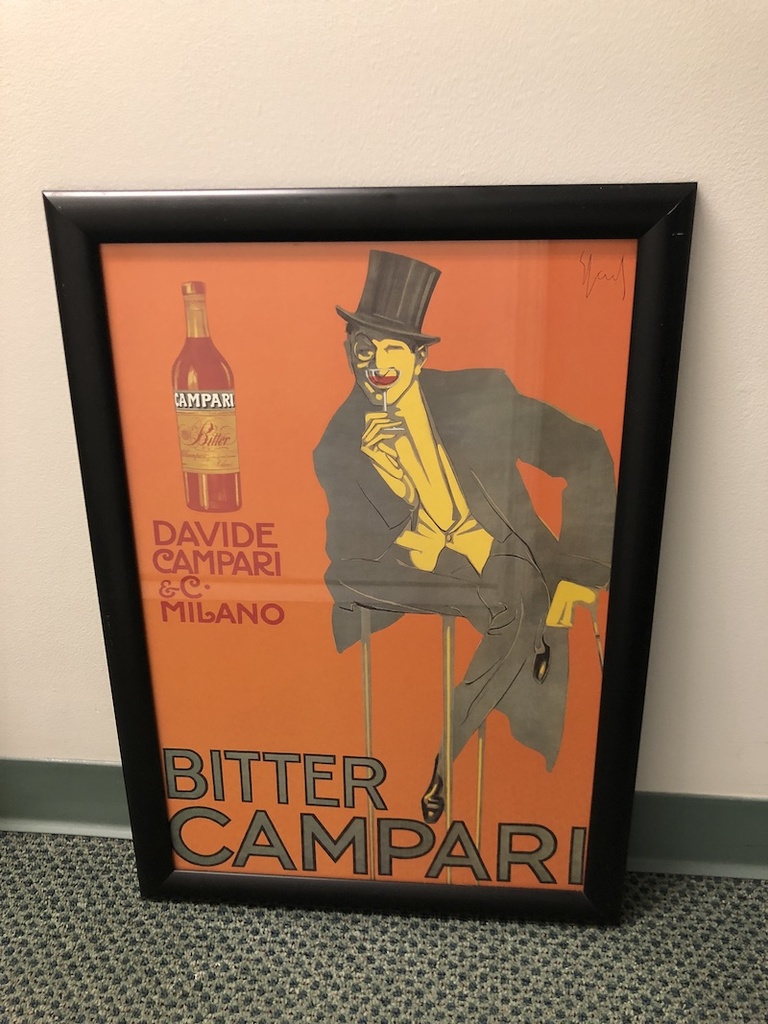 CAMPARI
Bitter
DAVIDE
CAMPARI
& C.
MILANO
BITTER
CAMPARI